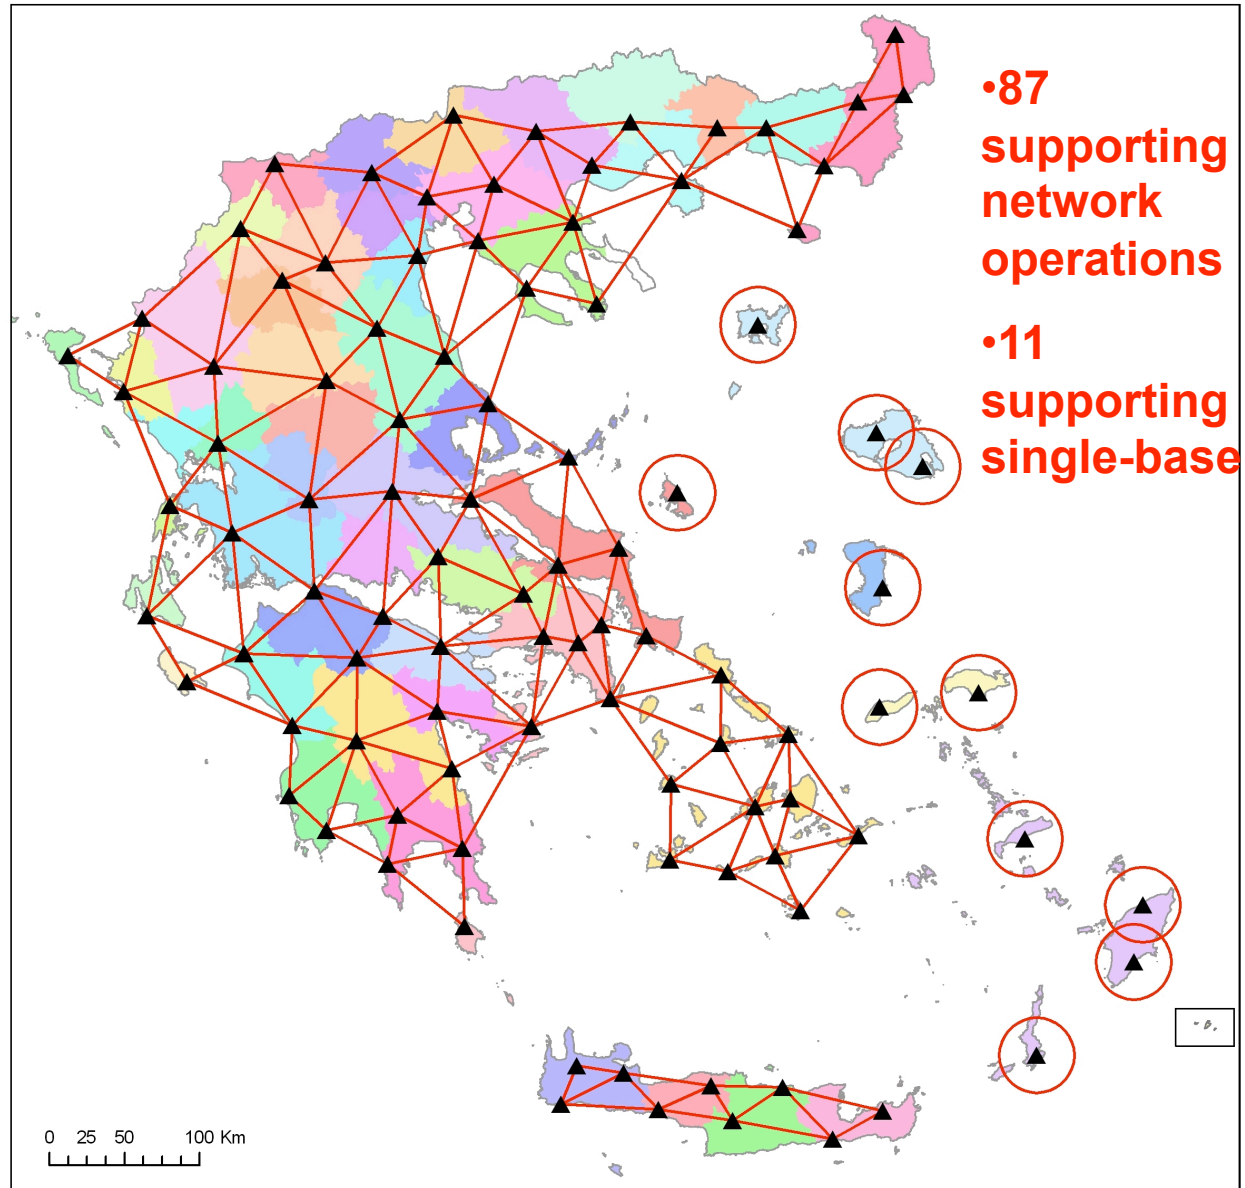 •87
supporting
network
operations
•11
supporting
single-base
0 25 50 100 Km